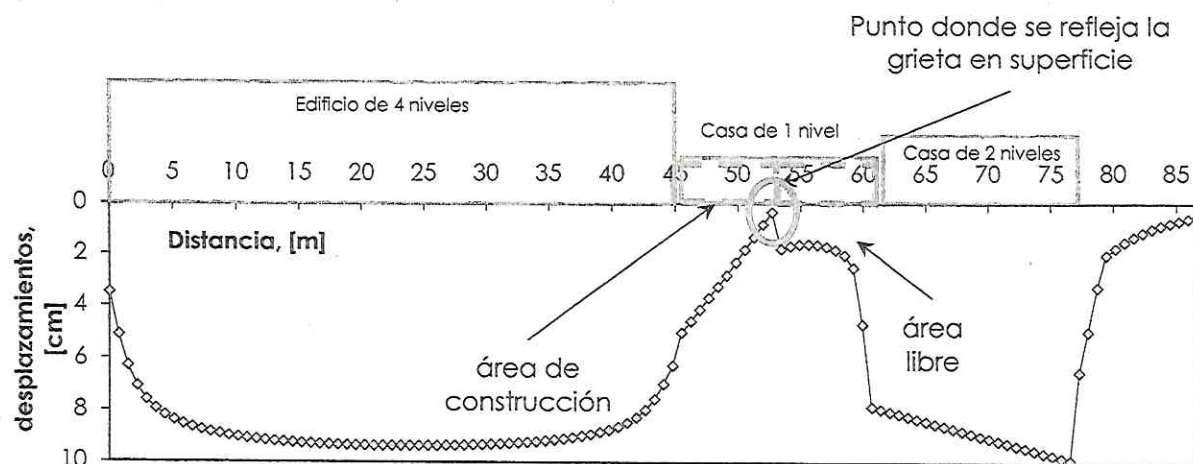 Punto donde se refleja la
grieta en superficie
Edificio de 4 niveles
Casa de 1 nivel
Casa de 2 niveles
0 5 10 15 20 25 30 35 40 45 50 55 60 65 70 75 80 85
Distancia, [m]
desplazamientos,
[cm]
0
2
4
6
8
10
área de
construcción
área
libre